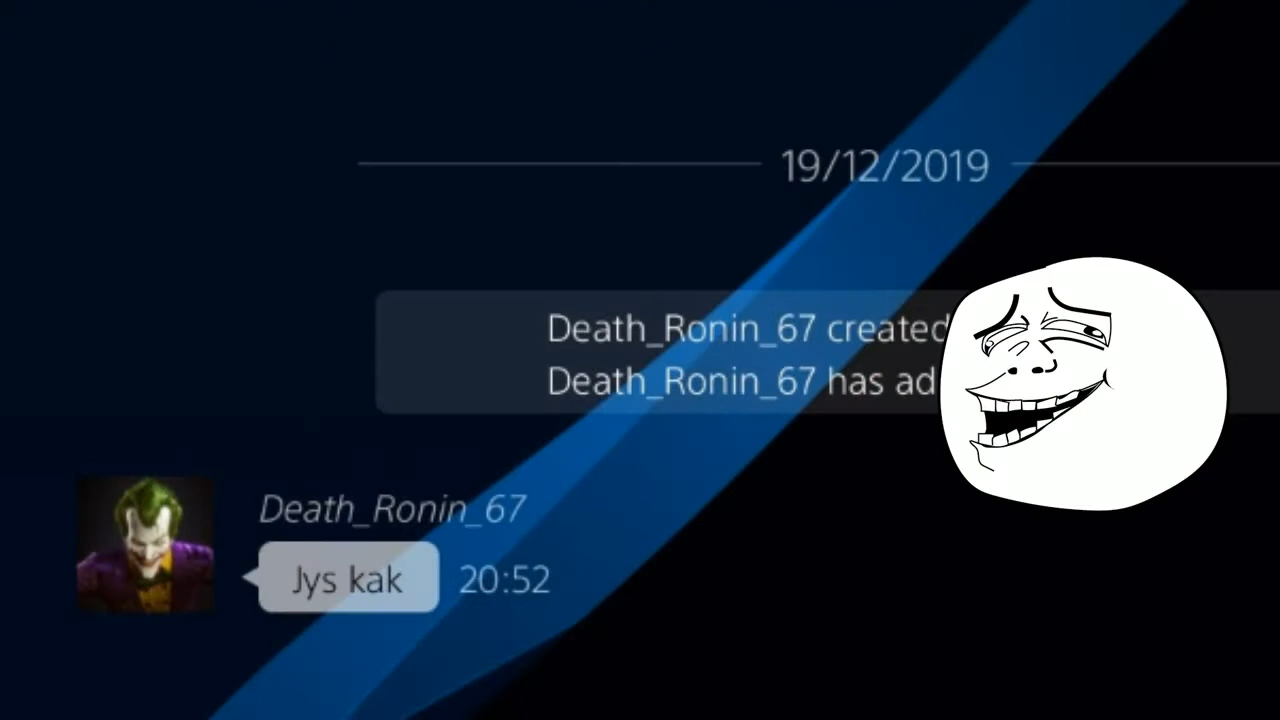 19/12/2019
Death_Ronin_67 created
Death_Ronin_67 has ad
Death_Ronin_67
Jys kak 20:52